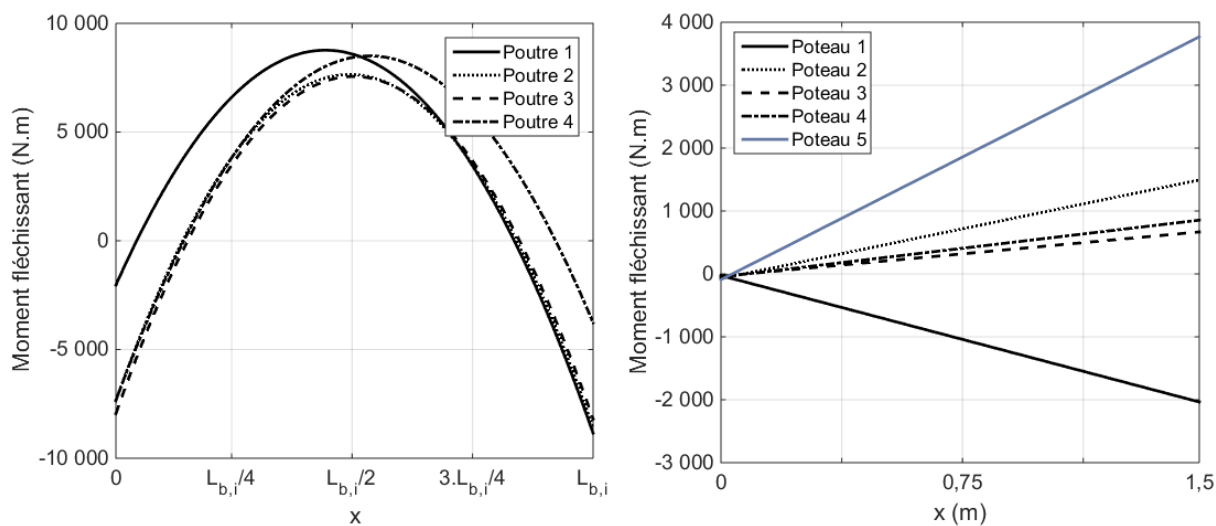 Moment fléchissant (N.m)
10 000
5 000
0
-5 000
-10 000
0
L_{b,i}/4
L_{b,i}/2
3.L_{b,i}/4
L_{b,i}
x
Poutre 1
Poutre 2
Poutre 3
Poutre 4
Moment fléchissant (N.m)
4 000
3 000
2 000
1 000
0
-1 000
-2 000
-3 000
0
0,75
1,5
x (m)
Poteau 1
Poteau 2
Poteau 3
Poteau 4
Poteau 5